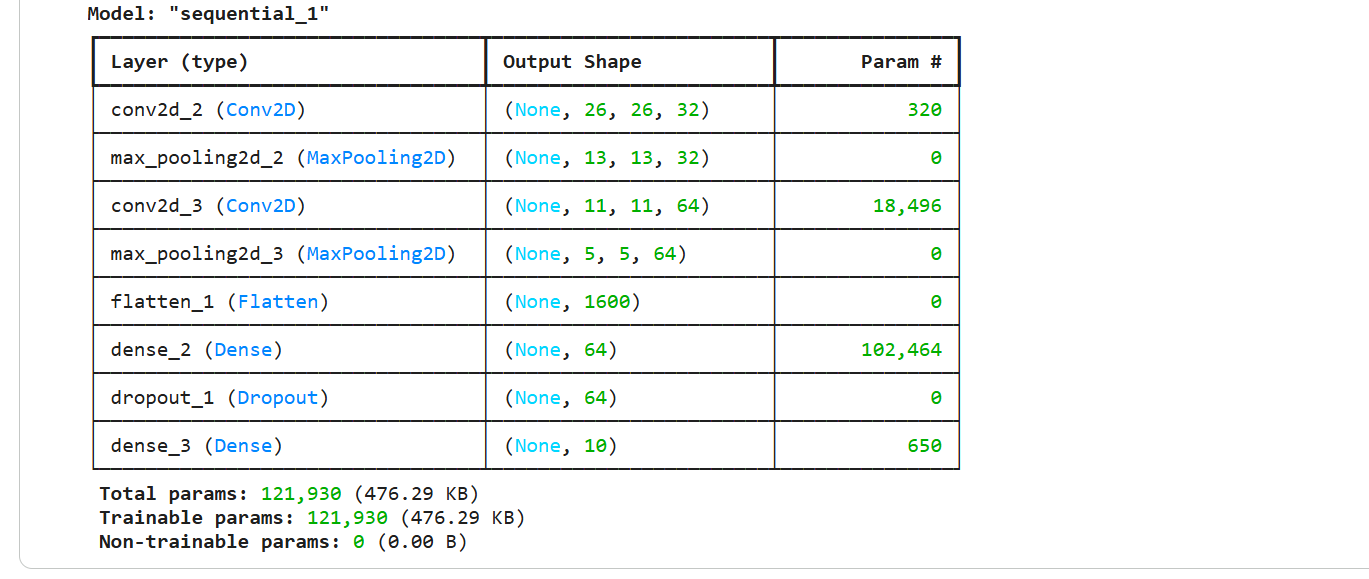 Model: "sequential_1"
Layer (type) Output Shape Param #
conv2d_2 (Conv2D) (None, 26, 26, 32) 320
max_pooling2d_2 (MaxPooling2D) (None, 13, 13, 32) 0
conv2d_3 (Conv2D) (None, 11, 11, 64) 18,496
max_pooling2d_3 (MaxPooling2D) (None, 5, 5, 64) 0
flatten_1 (Flatten) (None, 1600) 0
dense_2 (Dense) (None, 64) 102,464
dropout_1 (Dropout) (None, 64) 0
dense_3 (Dense) (None, 10) 650
Total params: 121,930 (476.29 KB)
Trainable params: 121,930 (476.29 KB)
Non-trainable params: 0 (0.00 B)